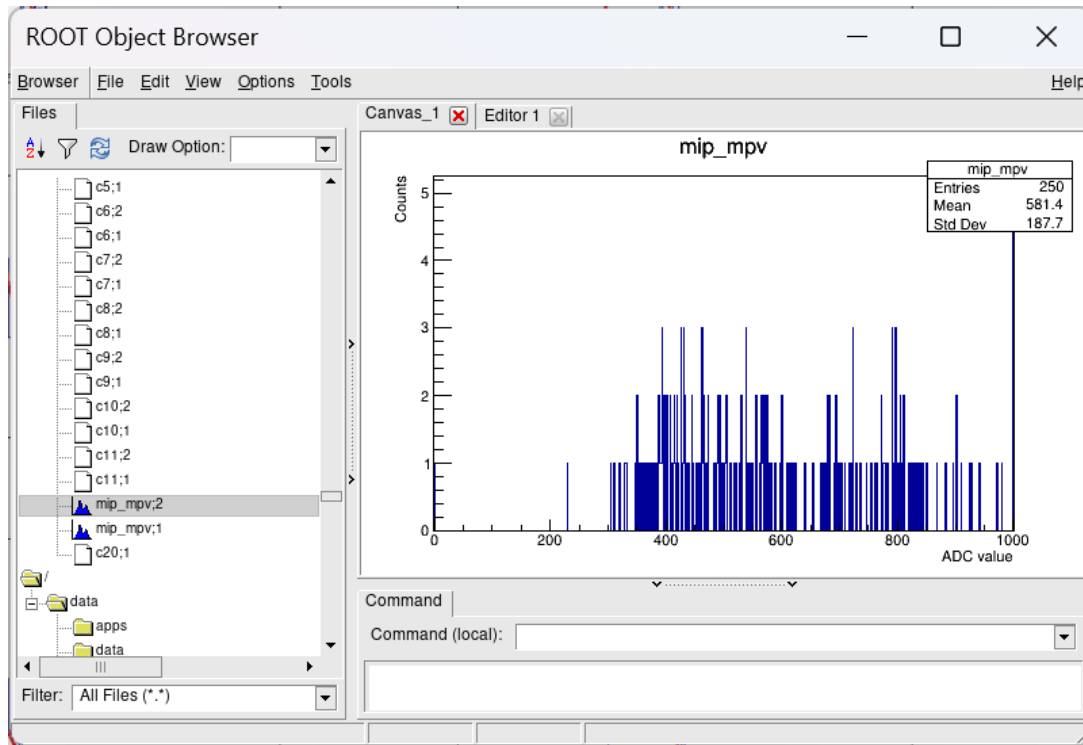 ROOT Object Browser
Browser File Edit View Options Tools Help
Files
Draw Option:
c5;1
c6;2
c6;1
c7;2
c7;1
c8;2
c8;1
c9;2
c9;1
c10;2
c10;1
c11;2
c11;1
mip_mpv;2
mip_mpv;1
c20;1
/
data
apps
data
Filter: All Files (*.*)
Canvas_1 Editor 1
mip_mpv
mip_mpv
Entries 250
Mean 581.4
Std Dev 187.7
Counts
5
4
3
2
1
0
0 200 400 600 800 1000
ADC value
Command
Command (local):